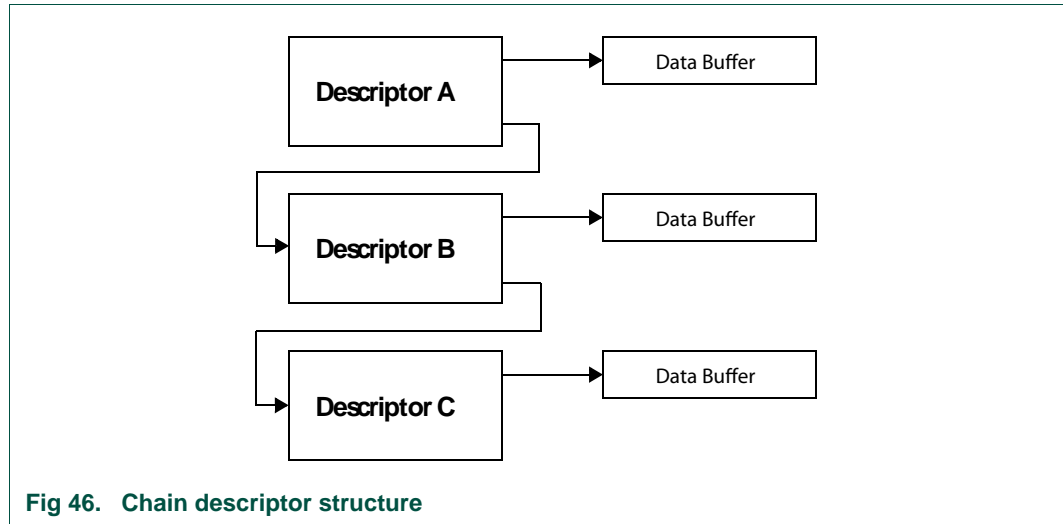 Descriptor A
Data Buffer
Descriptor B
Data Buffer
Descriptor C
Data Buffer
Fig 46. Chain descriptor structure